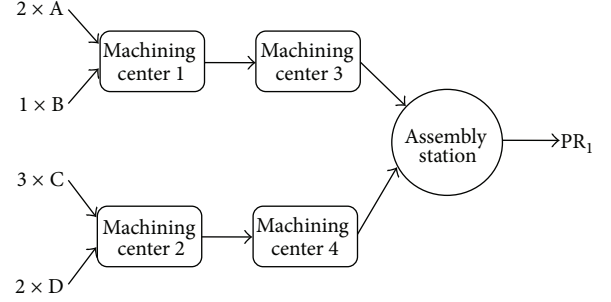 2 × A
Machining
center 1
Machining
center 3
1 × B
Assembly
station
PR1
3 × C
Machining
center 2
Machining
center 4
2 × D